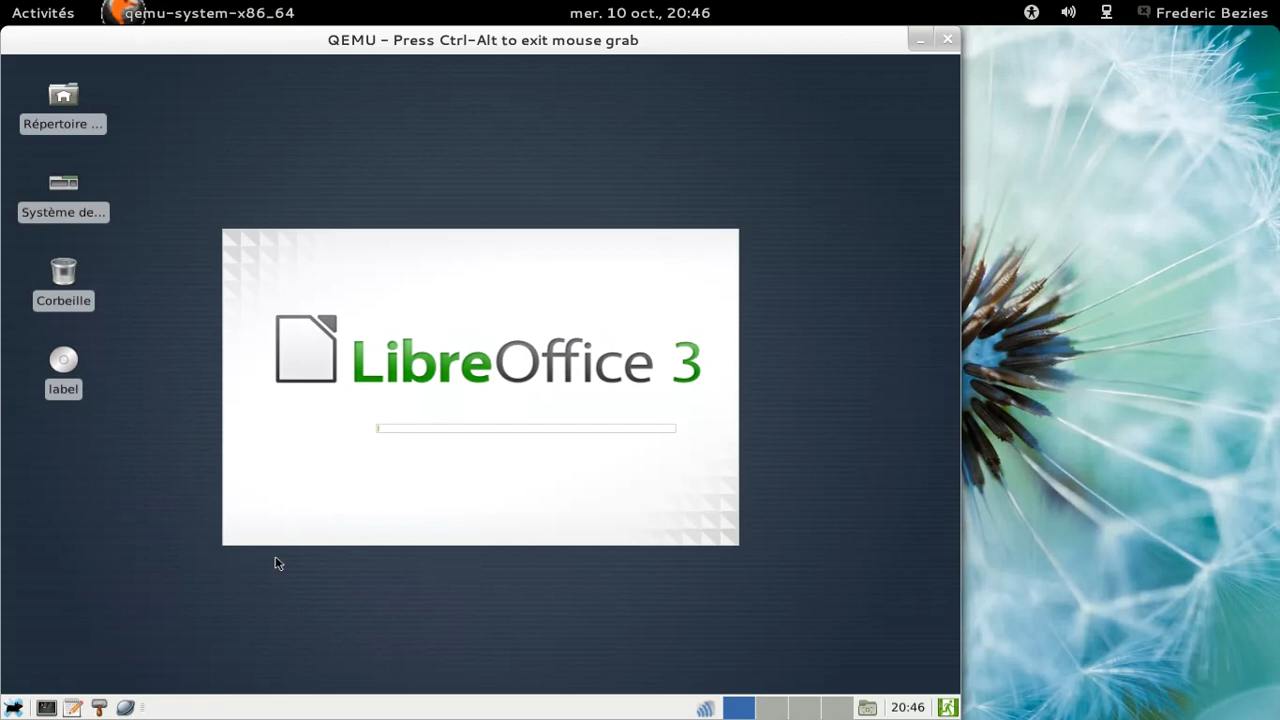 Activités
qemu-system-x86_64
mer. 10 oct., 20:46
Frederic Bezies
QEMU - Press Ctrl-Alt to exit mouse grab
Répertoire ...
Système de...
Corbeille
label
LibreOffice 3
20:46